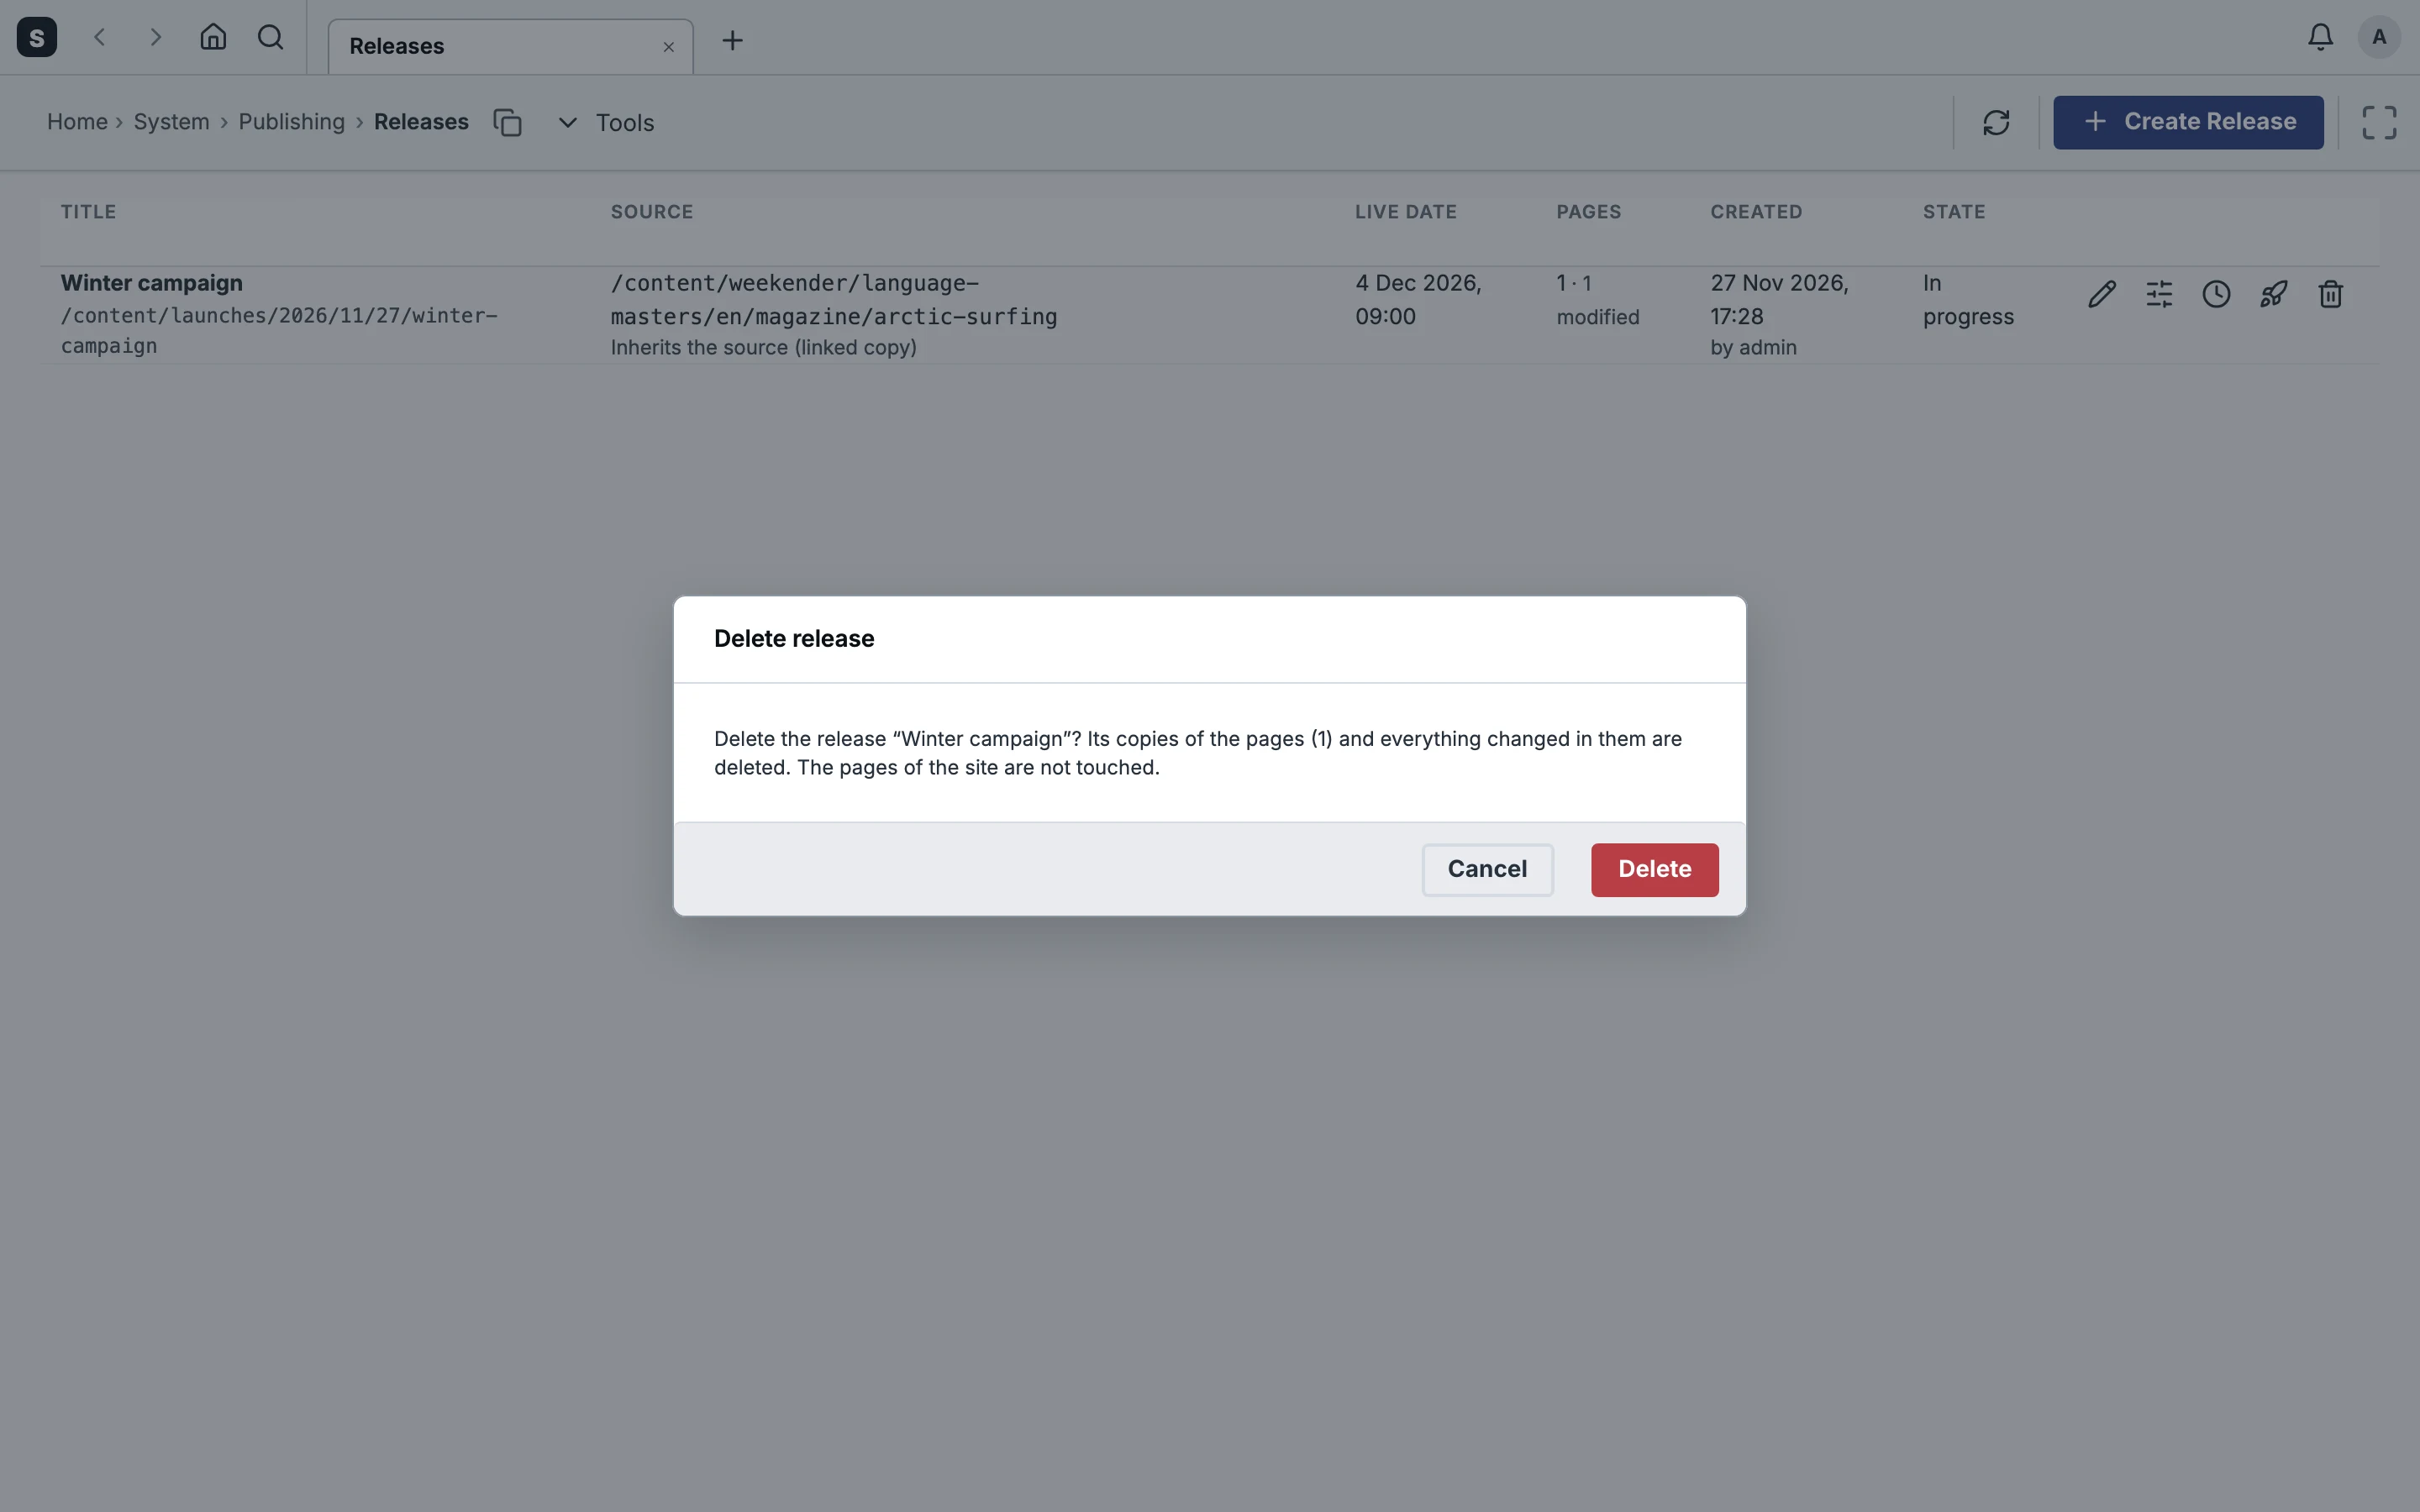 S
Releases
A
Home › System › Publishing › Releases
Tools
Create Release
TITLE
SOURCE
LIVE DATE
PAGES
CREATED
STATE
Winter campaign
/content/launches/2026/11/27/winter-
campaign
/content/weekender/language-
masters/en/magazine/arctic-surfing
Inherits the source (linked copy)
4 Dec 2026,
09:00
1 · 1
modified
27 Nov 2026,
17:28
by admin
In
progress
Delete release
Delete the release “Winter campaign”? Its copies of the pages (1) and everything changed in them are
deleted. The pages of the site are not touched.
Cancel
Delete